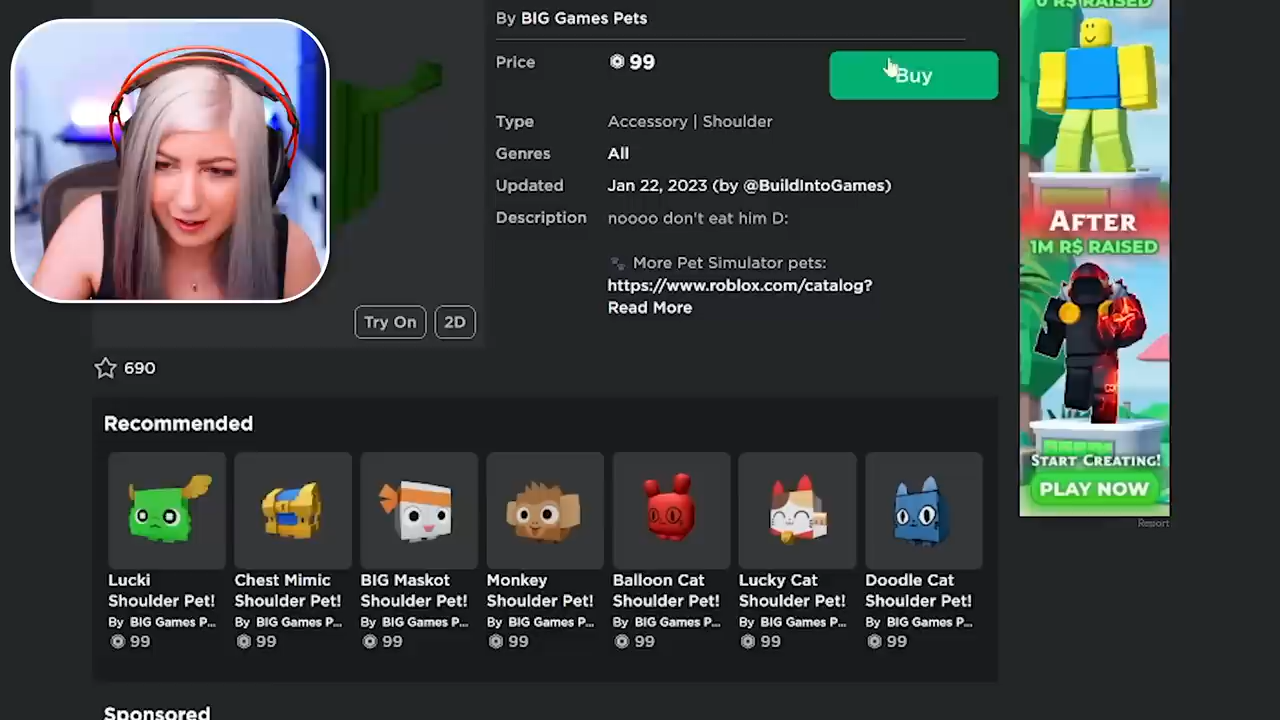 By BIG Games Pets
Price 99
Buy
Type Accessory | Shoulder
Genres All
Updated Jan 22, 2023 (by @BuildIntoGames)
Description noooo don't eat him D:
More Pet Simulator pets:
https://www.roblox.com/catalog?
Read More
Try On 2D
690
Recommended
Lucki Shoulder Pet!
By BIG Games P...
99
Chest Mimic Shoulder Pet!
By BIG Games P...
99
BIG Maskot Shoulder Pet!
By BIG Games P...
99
Monkey Shoulder Pet!
By BIG Games P...
99
Balloon Cat Shoulder Pet!
By BIG Games P...
99
Lucky Cat Shoulder Pet!
By BIG Games P...
99
Doodle Cat Shoulder Pet!
By BIG Games P...
99
Sponsored
0 R$ RAISED
AFTER
1M R$ RAISED
START CREATING!
PLAY NOW
Report